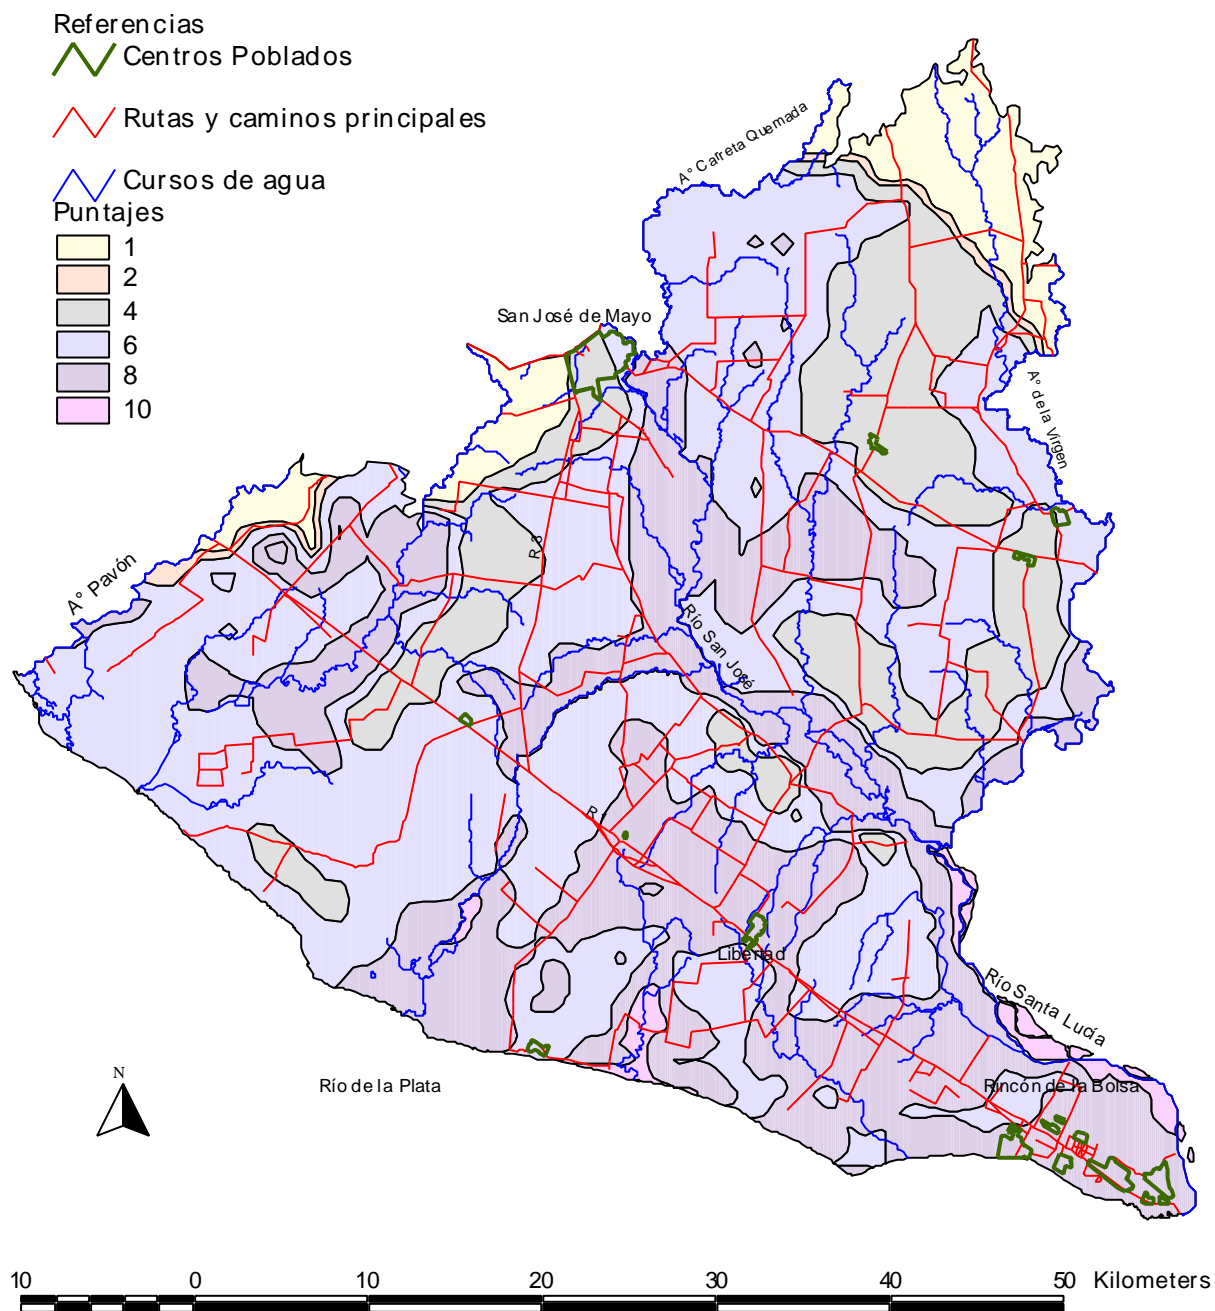 Referencias
Centros Poblados
Rutas y caminos principales
Cursos de agua
Puntajes
1
2
4
6
8
10
A° Carreta Quemada
San José de Mayo
A° de la Virgen
A° Pavón
R. 3
Río San José
R.
Libertad
Río Santa Lucía
Rincón de la Bolsa
Río de la Plata
N
10 0 10 20 30 40 50 Kilometers